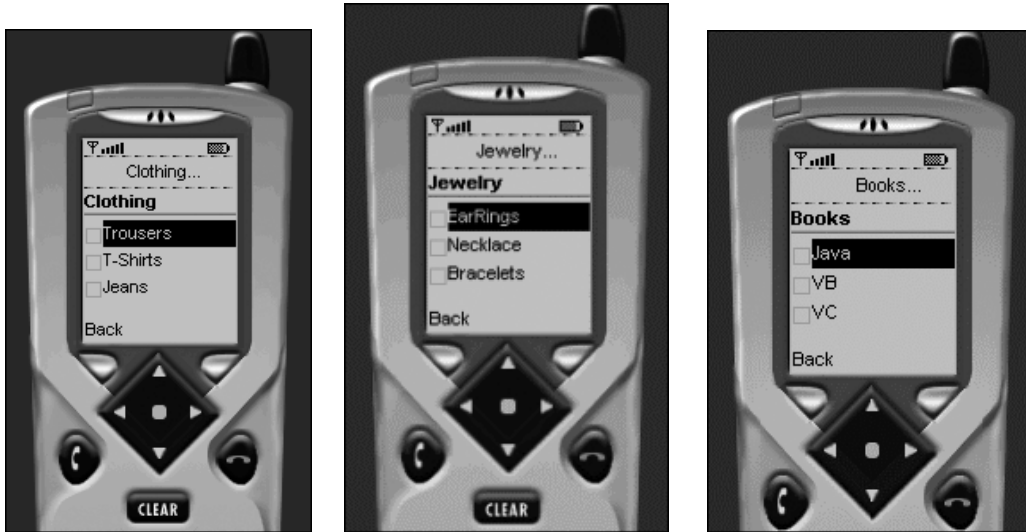 Clothing...
Clothing
Trousers
T-Shirts
Jeans
Back
CLEAR
Jewelry...
Jewelry
EarRings
Necklace
Bracelets
Back
CLEAR
Books...
Books
Java
VB
VC
Back